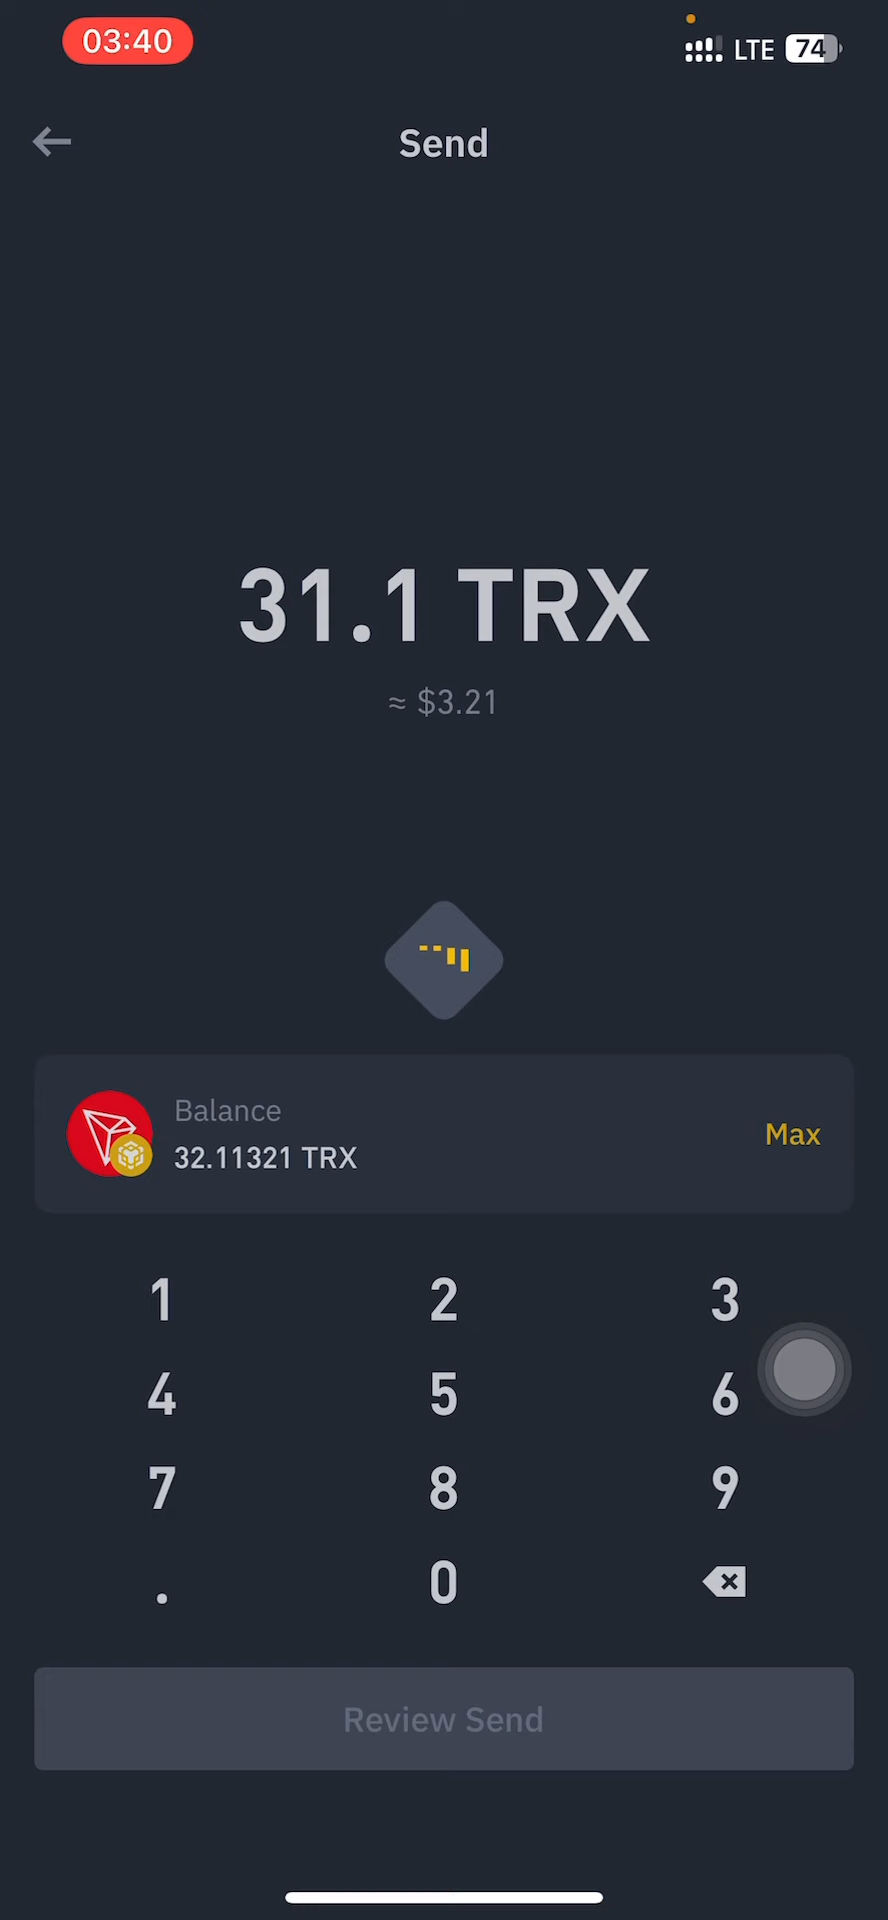 03:40
LTE 74
Send
31.1 TRX
≈ $3.21
Balance
32.11321 TRX
Max
1 2 3
4 5 6
7 8 9
. 0
Review Send